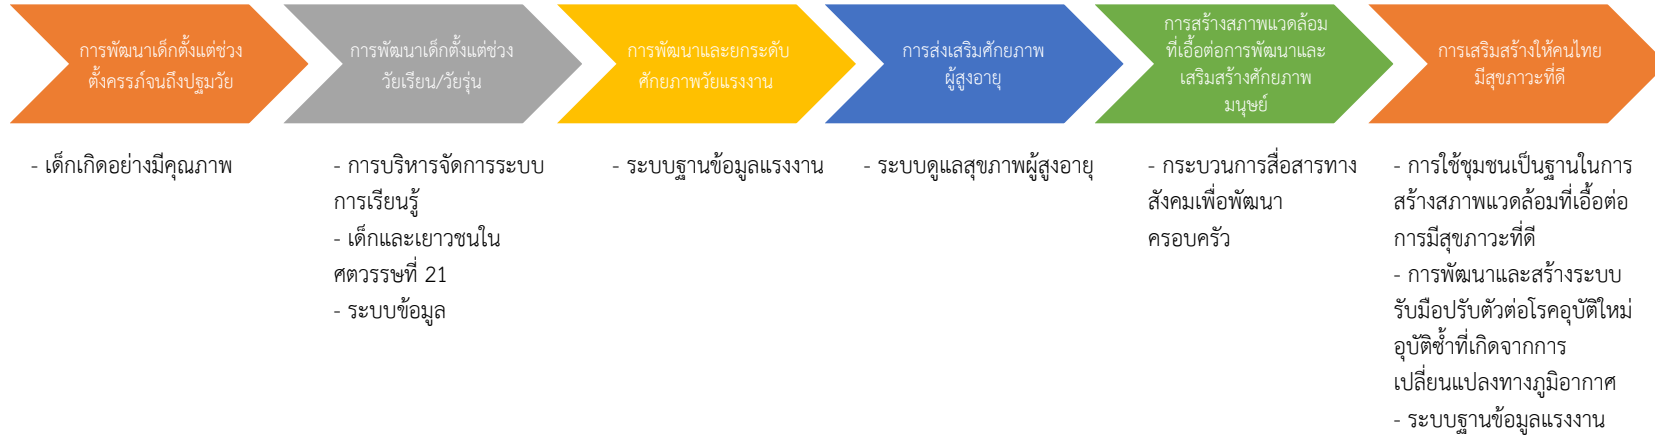 การพัฒนาเด็กตั้งแต่ช่วง
ตั้งครรภ์จนถึงปฐมวัย
การพัฒนาเด็กตั้งแต่ช่วง
วัยเรียน/วัยรุ่น
การพัฒนาและยกระดับ
ศักยภาพวัยแรงงาน
การส่งเสริมศักยภาพ
ผู้สูงอายุ
การสร้างสภาพแวดล้อม
ที่เอื้อต่อการพัฒนาและ
เสริมสร้างศักยภาพ
มนุษย์
การเสริมสร้างให้คนไทย
มีสุขภาวะที่ดี
- เด็กเกิดอย่างมีคุณภาพ
- การบริหารจัดการระบบ
การเรียนรู้
- เด็กและเยาวชนใน
ศตวรรษที่ 21
- ระบบข้อมูล
- ระบบฐานข้อมูลแรงงาน
- ระบบดูแลสุขภาพผู้สูงอายุ
- กระบวนการสื่อสารทาง
สังคมเพื่อพัฒนา
ครอบครัว
- การใช้ชุมชนเป็นฐานในการ
สร้างสภาพแวดล้อมที่เอื้อต่อ
การมีสุขภาวะที่ดี
- การพัฒนาและสร้างระบบ
รับมือปรับตัวต่อโรคอุบัติใหม่
อุบัติซ้ำที่เกิดจากการ
เปลี่ยนแปลงทางภูมิอากาศ
- ระบบฐานข้อมูลแรงงาน